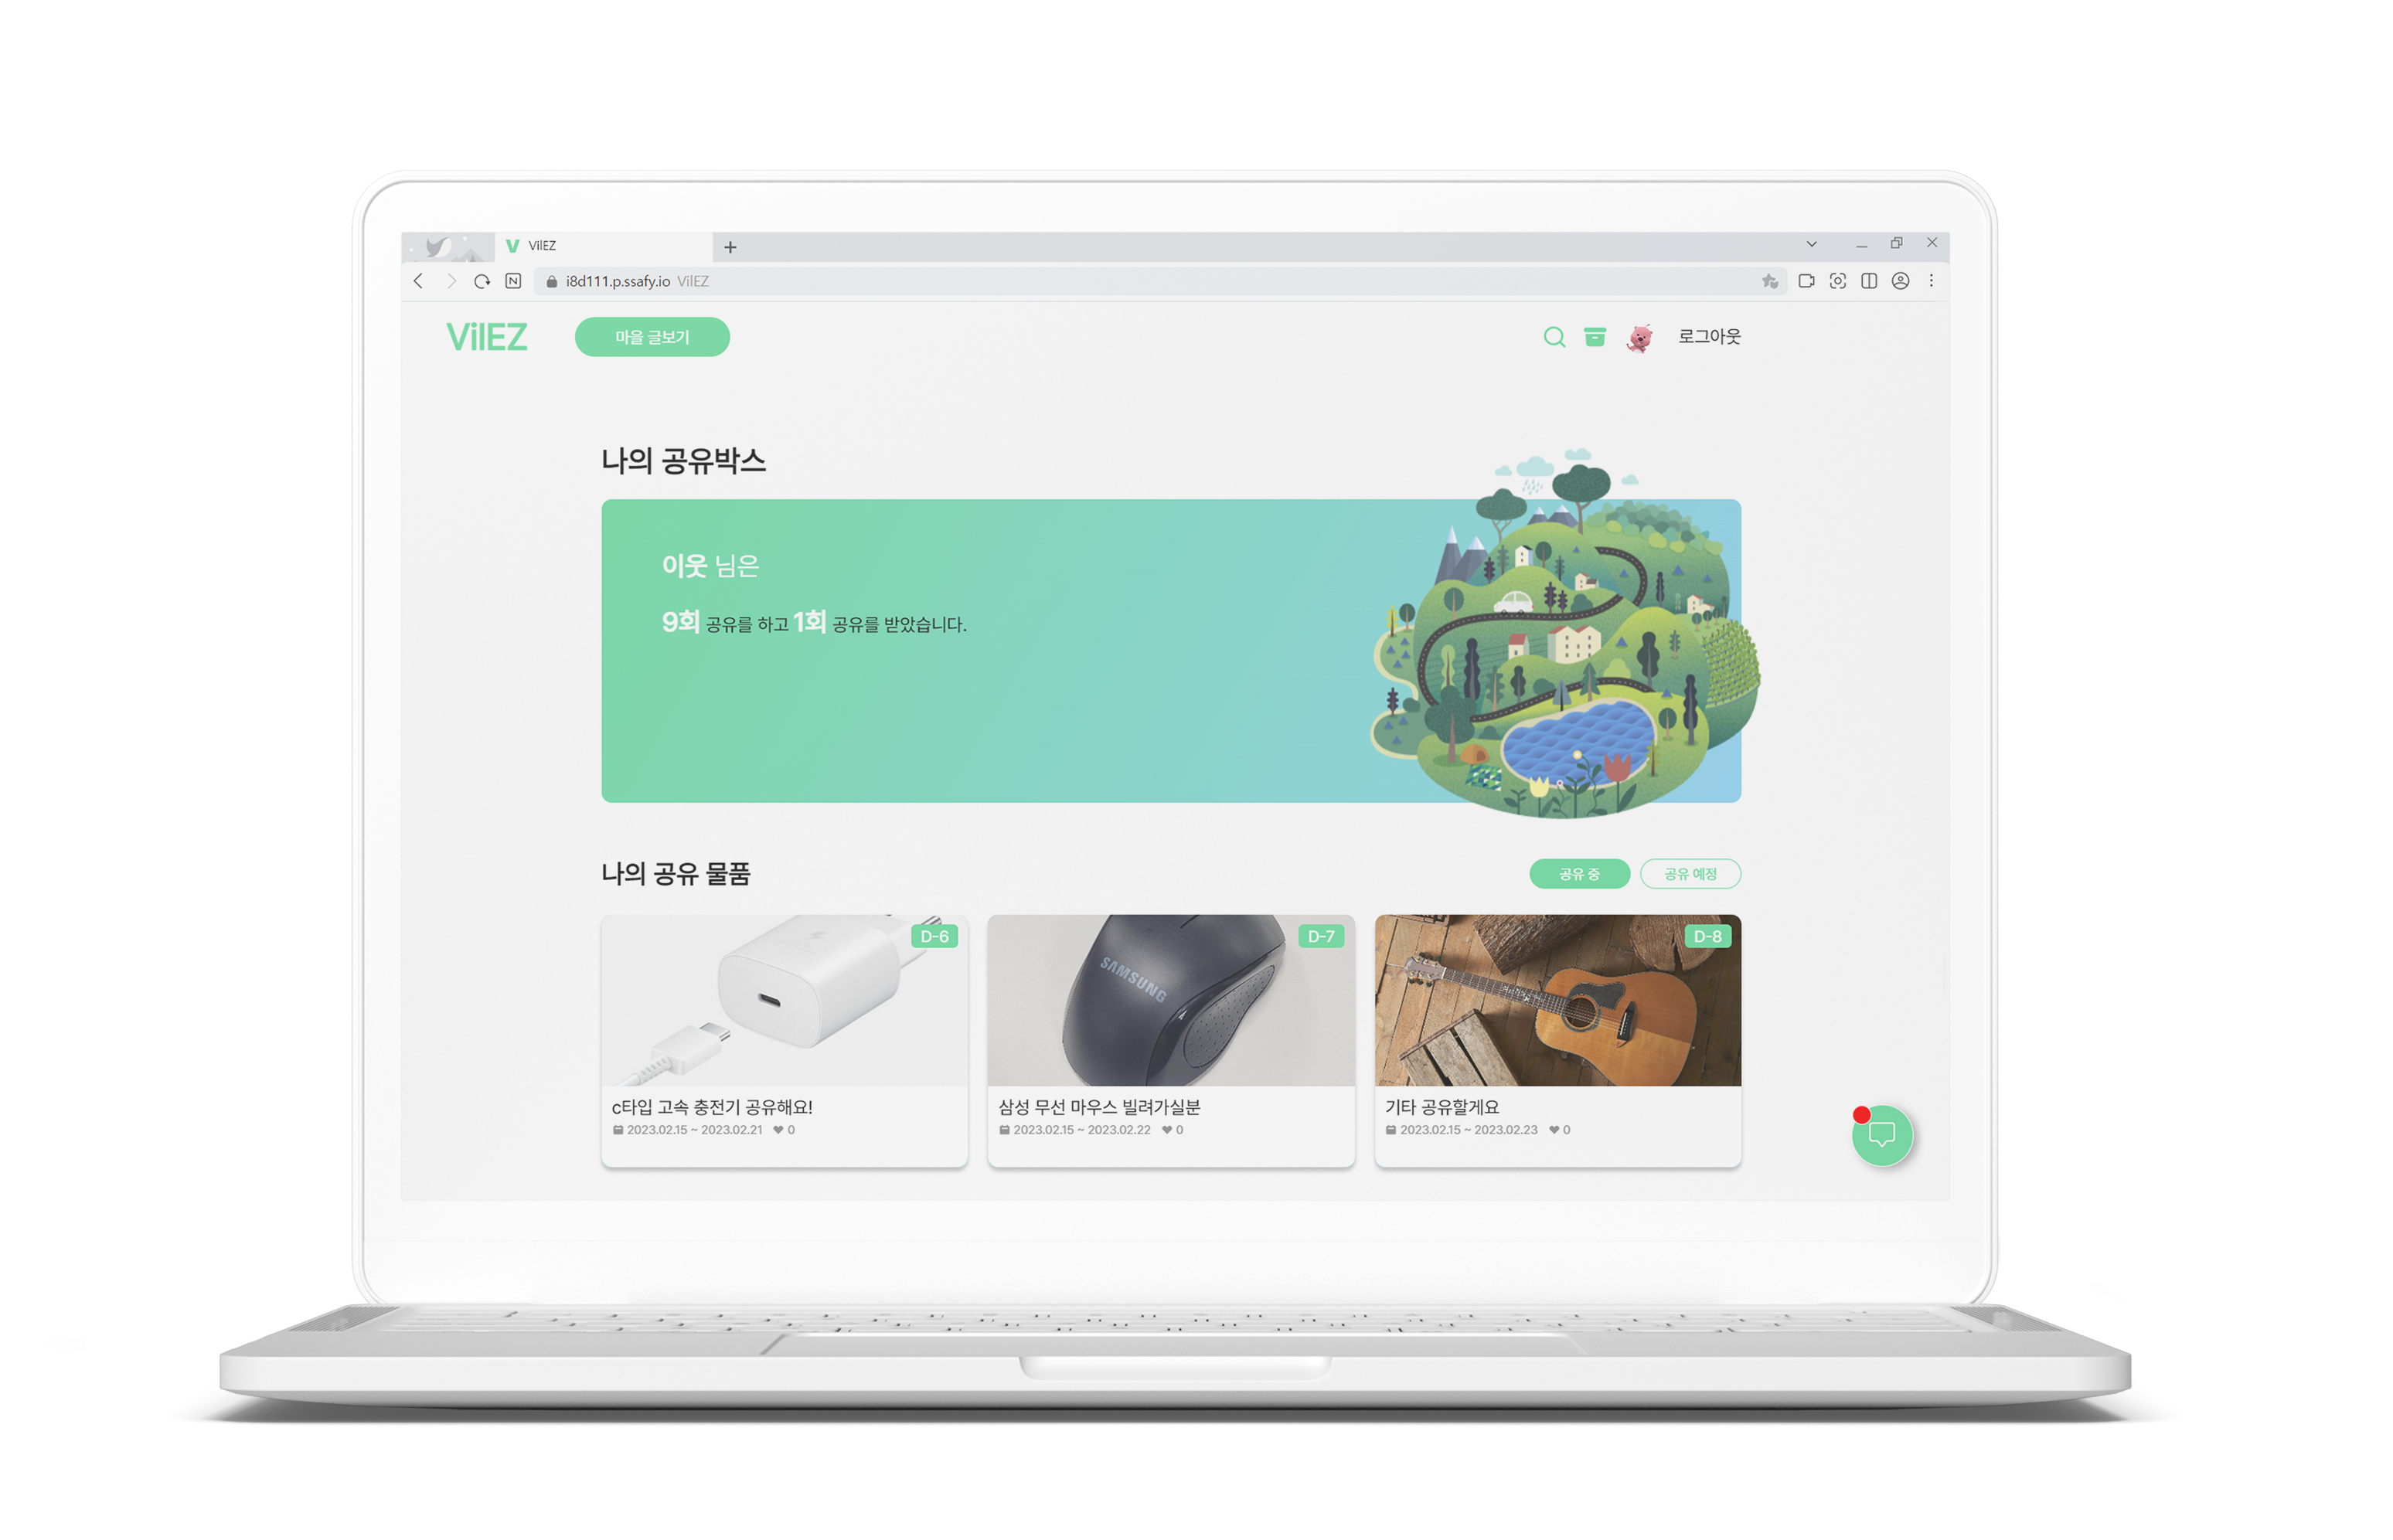 VilEZ
i8d111.p.ssafy.io VilEZ
VilEZ
마을 글보기
로그아웃
나의 공유박스
이웃 님은
9회 공유를 하고 1회 공유를 받았습니다.
나의 공유 물품
공유 중
공유 예정
D-6
D-7
SAMSUNG
D-8
c타입 고속 충전기 공유해요!
2023.02.15 ~ 2023.02.21 0
삼성 무선 마우스 빌려가실분
2023.02.15 ~ 2023.02.22 0
기타 공유할게요
2023.02.15 ~ 2023.02.23 0